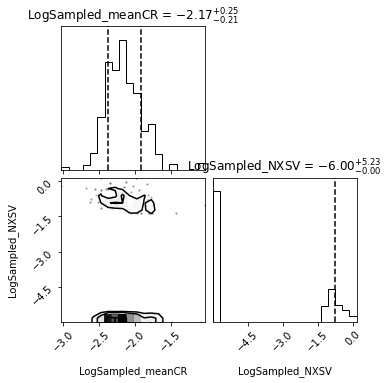 LogSampled_meanCR = −2.17+0.25−0.21
LogSampled_NXSV = −6.00+5.23−0.00
0.0
−1.5
−3.0
−4.5
LogSampled_NXSV
−3.0 −2.5 −2.0 −1.5
LogSampled_meanCR
−4.5 −3.0 −1.5 0.0
LogSampled_NXSV